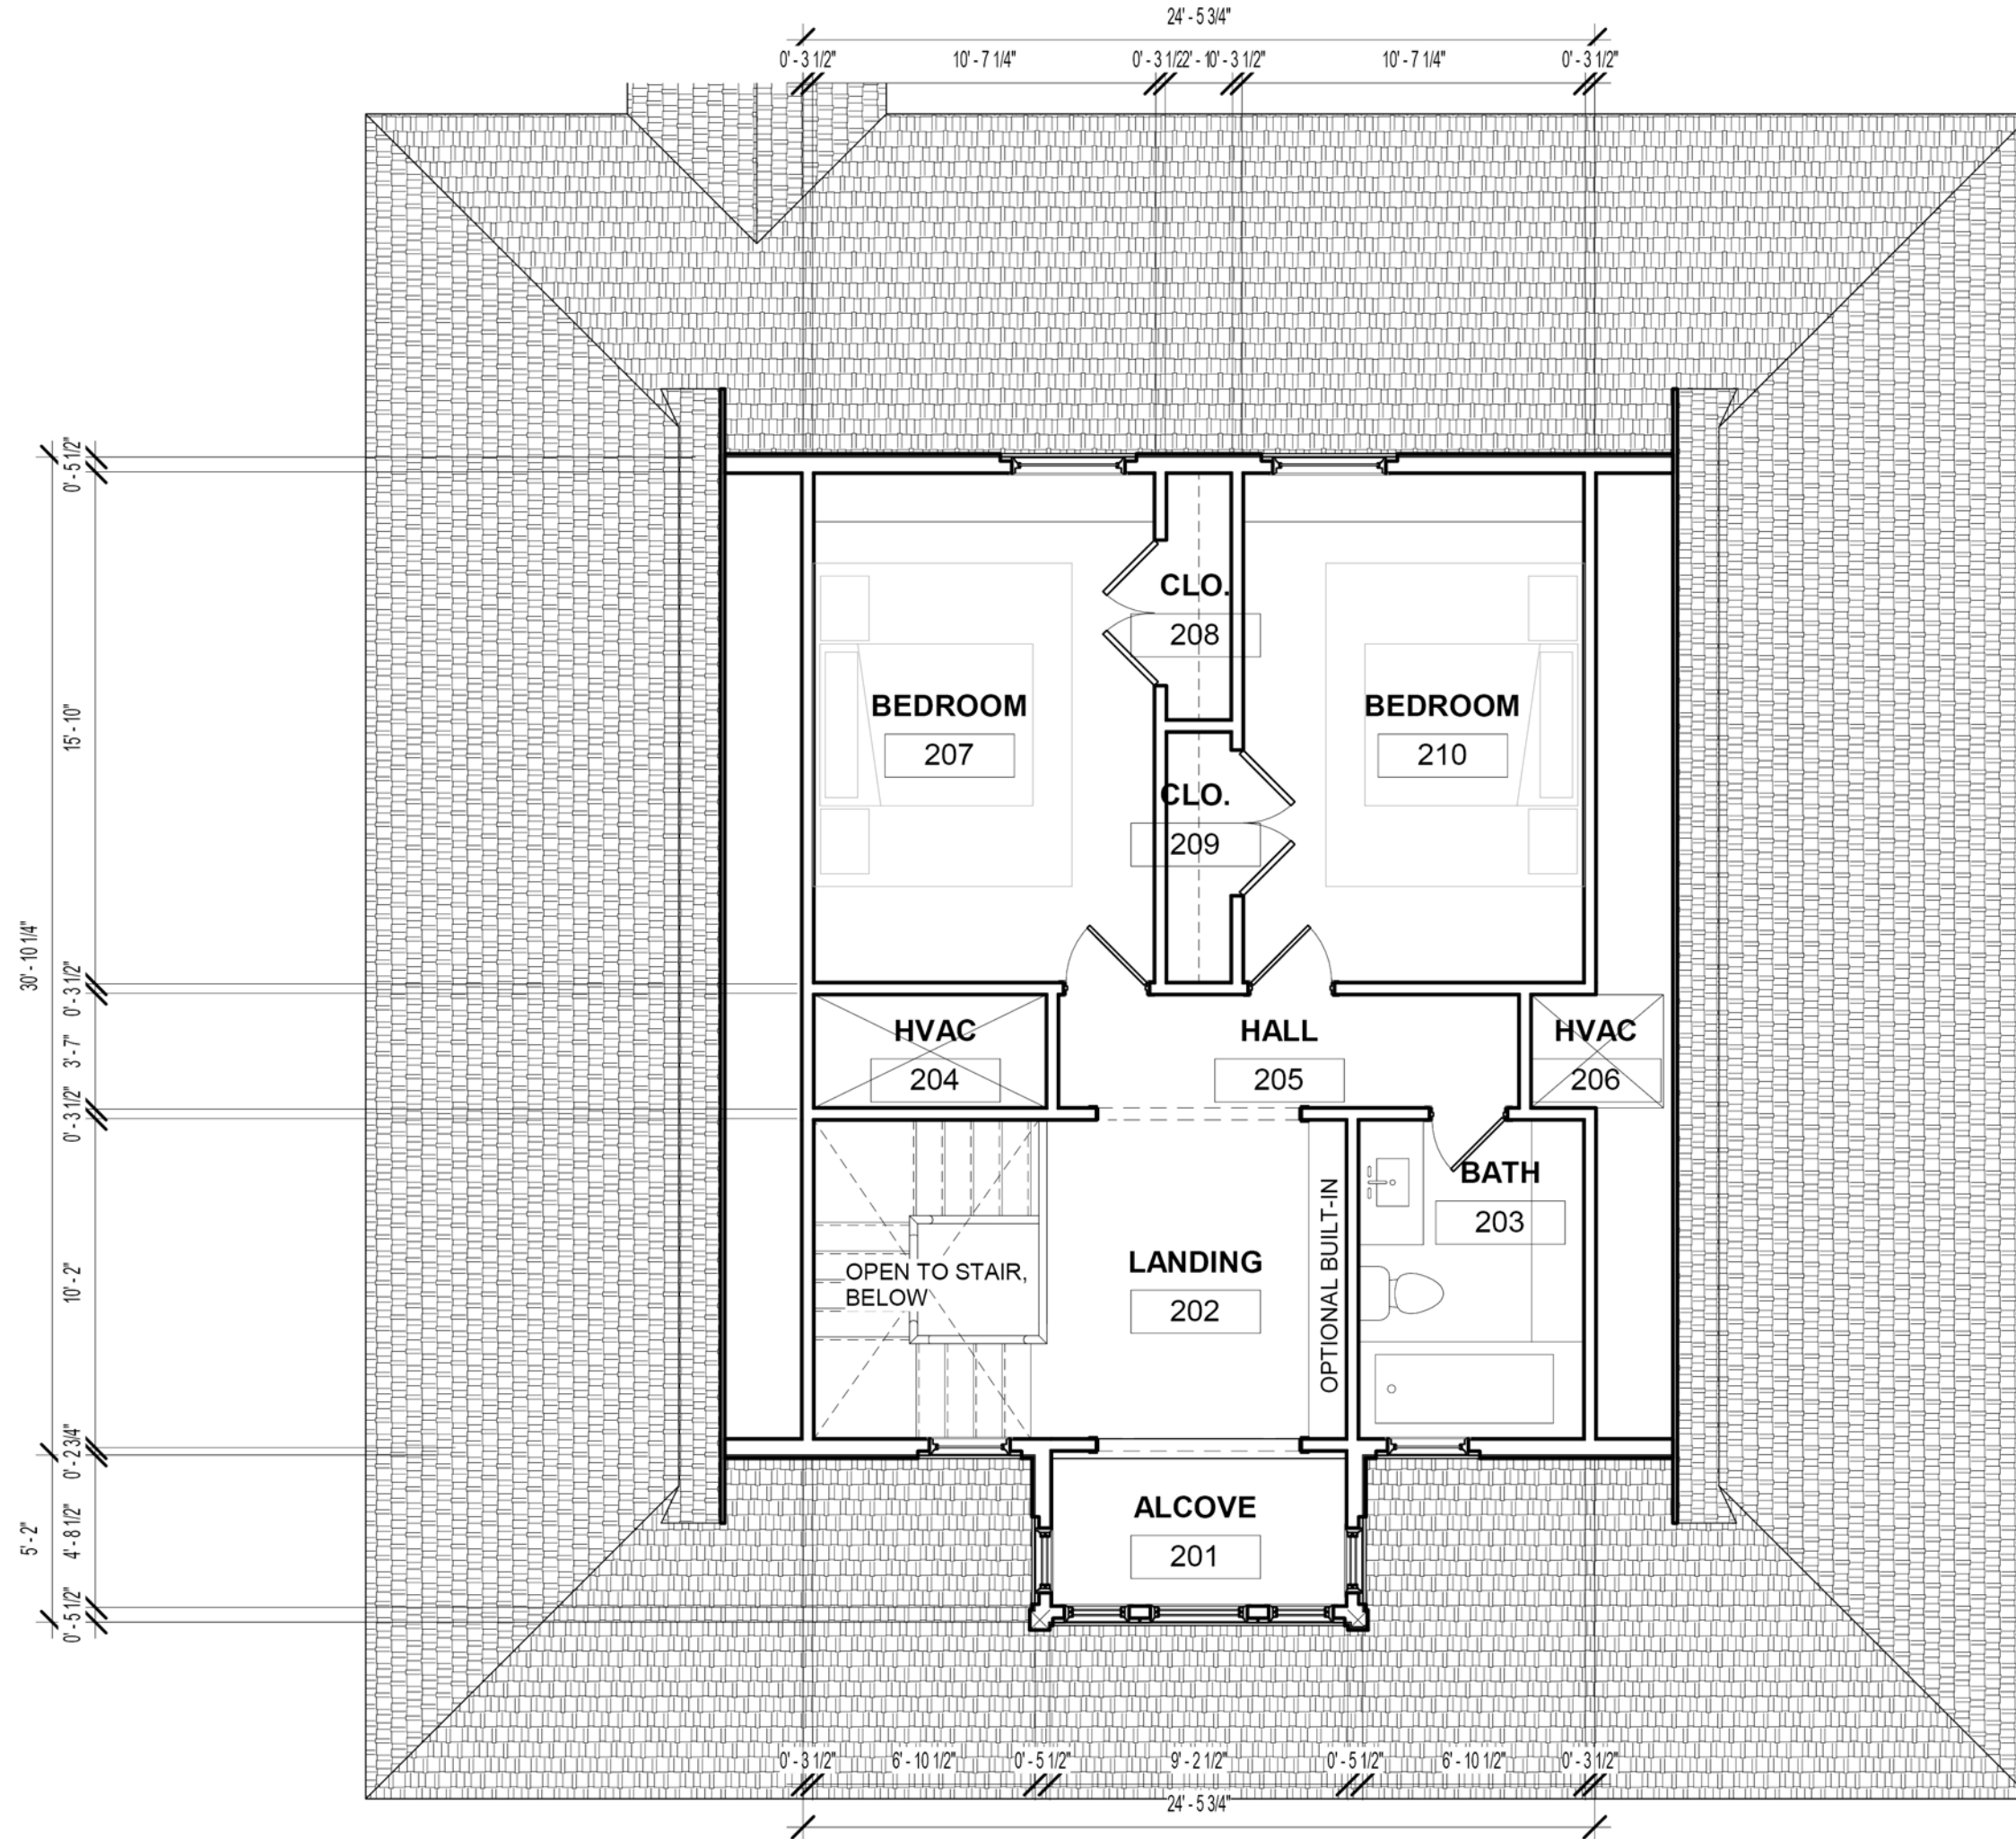 24' - 5 3/4"
0' - 3 1/2" 10' - 7 1/4" 0' - 3 1/22' - 10' - 3 1/2" 10' - 7 1/4" 0' - 3 1/2"
0' - 5 1/2"
15' - 10"
30' - 10 1/4"
0' - 3 1/2"
3' - 7"
0' - 3 1/2"
10' - 2"
0' - 2 3/4"
5' - 2"
4' - 8 1/2"
0' - 5 1/2"
CLO.
208
BEDROOM
207
BEDROOM
210
CLO.
209
HVAC
204
HALL
205
HVAC
206
BATH
203
OPEN TO STAIR,
BELOW
LANDING
202
OPTIONAL BUILT-IN
ALCOVE
201
0' - 3 1/2" 6' - 10 1/2" 0' - 5 1/2" 9' - 2 1/2" 0' - 5 1/2" 6' - 10 1/2" 0' - 3 1/2"
24' - 5 3/4"